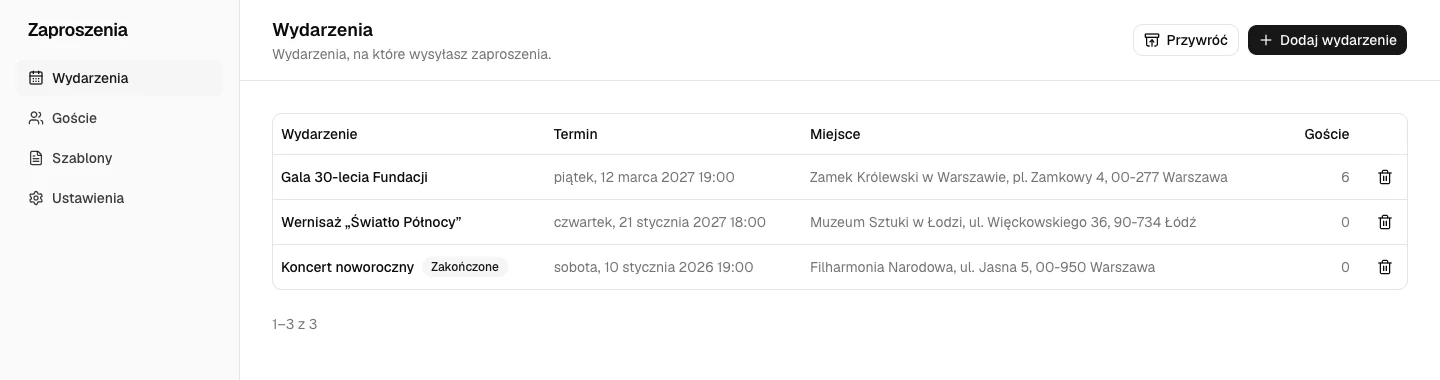 Zaproszenia
Wydarzenia
Goście
Szablony
Ustawienia
Wydarzenia
Wydarzenia, na które wysyłasz zaproszenia.
Przywróć
Dodaj wydarzenie
Wydarzenie Termin Miejsce Goście
Gala 30-lecia Fundacji piątek, 12 marca 2027 19:00 Zamek Królewski w Warszawie, pl. Zamkowy 4, 00-277 Warszawa 6
Wernisaż „Światło Północy” czwartek, 21 stycznia 2027 18:00 Muzeum Sztuki w Łodzi, ul. Więckowskiego 36, 90-734 Łódź 0
Koncert noworoczny Zakończone sobota, 10 stycznia 2026 19:00 Filharmonia Narodowa, ul. Jasna 5, 00-950 Warszawa 0
1–3 z 3